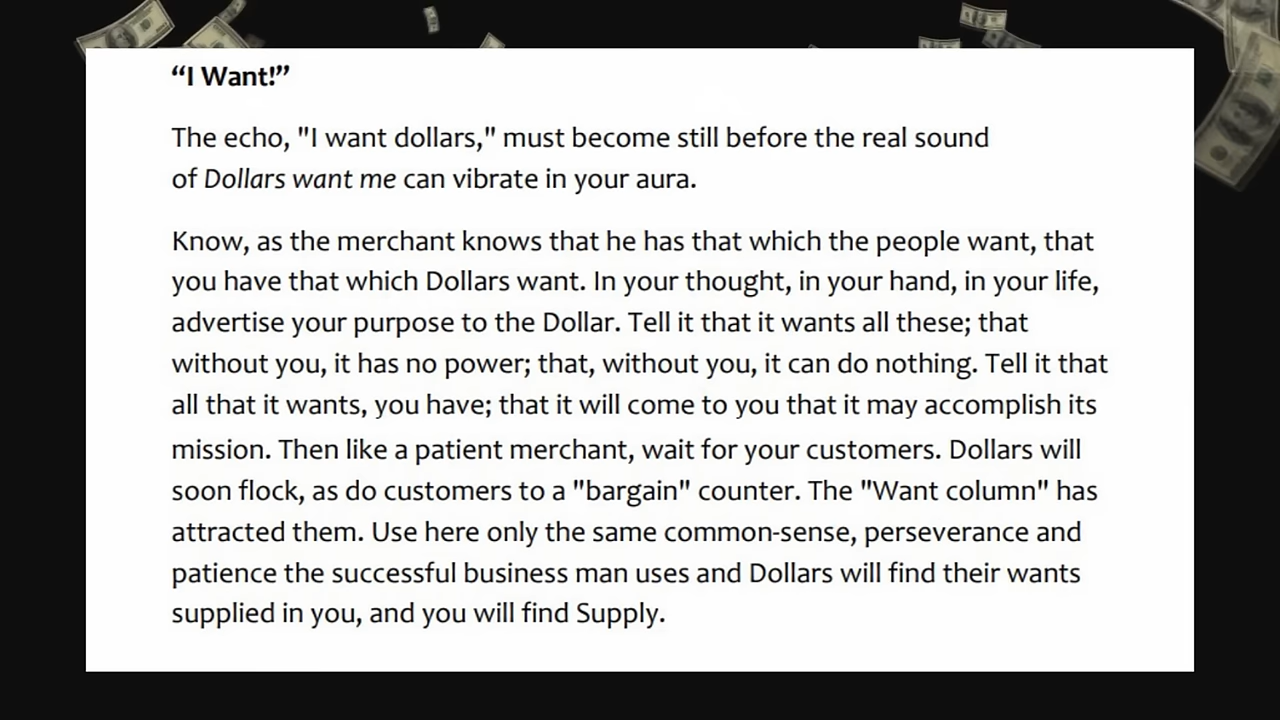 “I Want!”
The echo, "I want dollars," must become still before the real sound
of Dollars want me can vibrate in your aura.
Know, as the merchant knows that he has that which the people want, that
you have that which Dollars want. In your thought, in your hand, in your life,
advertise your purpose to the Dollar. Tell it that it wants all these; that
without you, it has no power; that, without you, it can do nothing. Tell it that
all that it wants, you have; that it will come to you that it may accomplish its
mission. Then like a patient merchant, wait for your customers. Dollars will
soon flock, as do customers to a "bargain" counter. The "Want column" has
attracted them. Use here only the same common-sense, perseverance and
patience the successful business man uses and Dollars will find their wants
supplied in you, and you will find Supply.